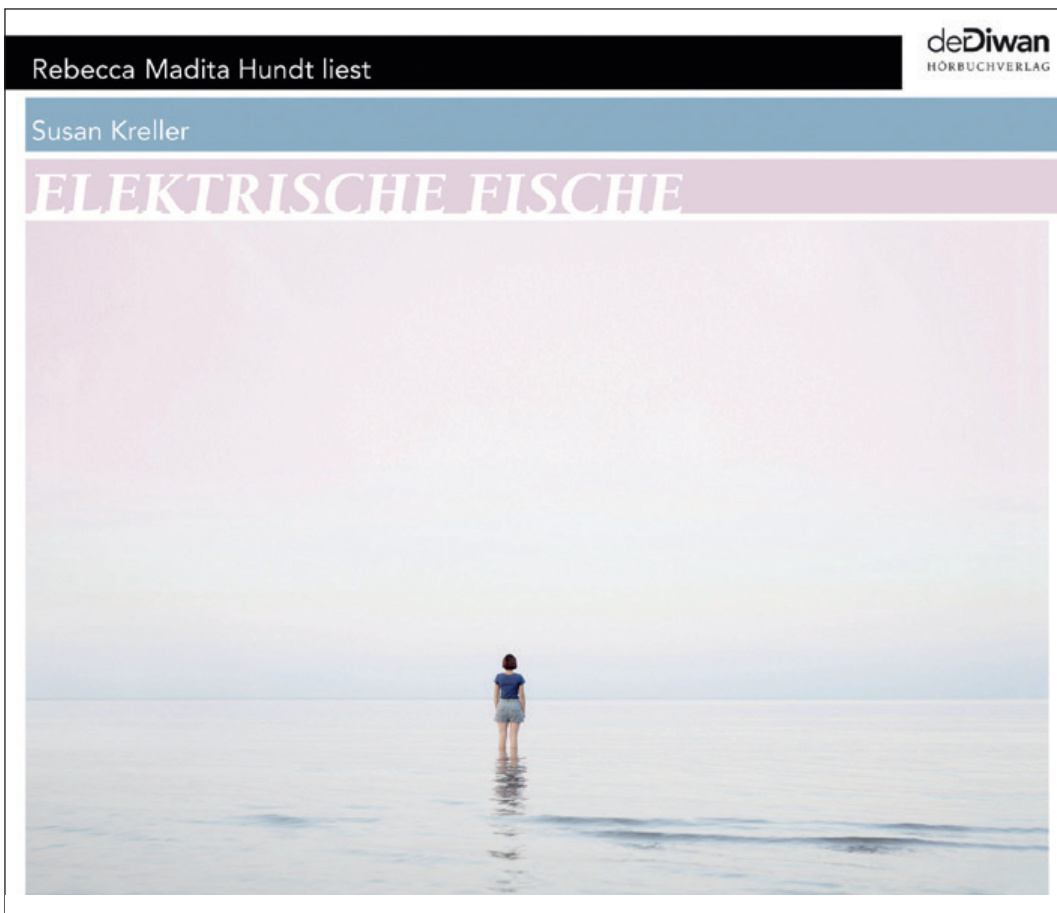 Rebecca Madita Hundt liest
deDiwan
HÖRBUCHVERLAG
Susan Kreller
ELEKTRISCHE FISCHE